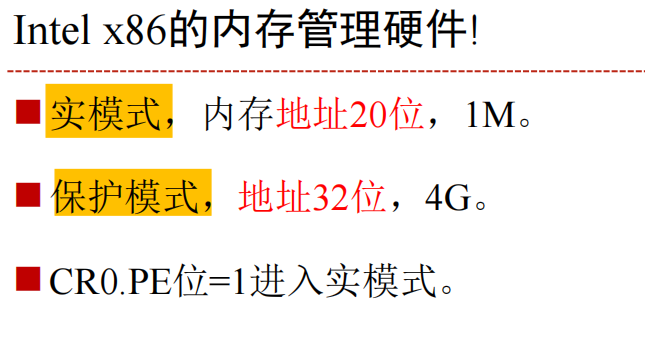 Intel x86的内存管理硬件!
实模式，内存地址20位，1M。
保护模式，地址32位，4G。
CR0.PE位=1进入实模式。